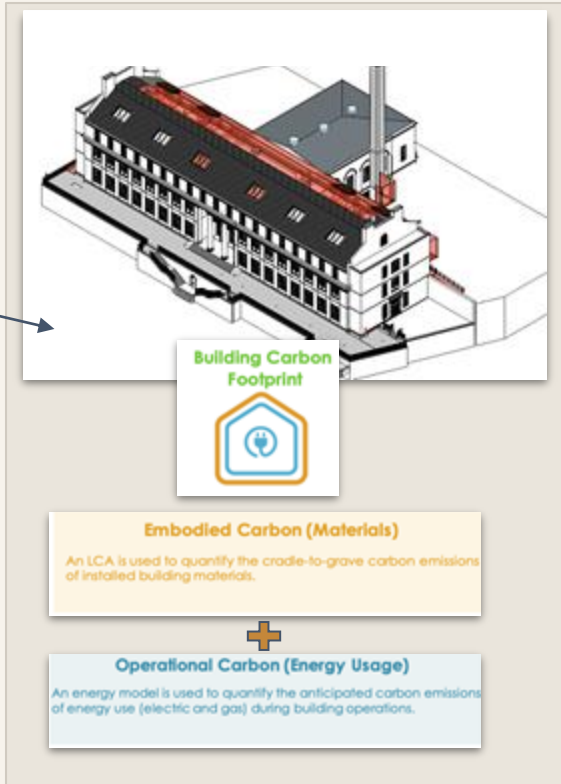 Building Carbon
Footprint
Embodied Carbon (Materials)
An LCA is used to quantify the cradle-to-grave carbon emissions
of installed building materials.
Operational Carbon (Energy Usage)
An energy model is used to quantify the anticipated carbon emissions
of energy use (electric and gas) during building operations.